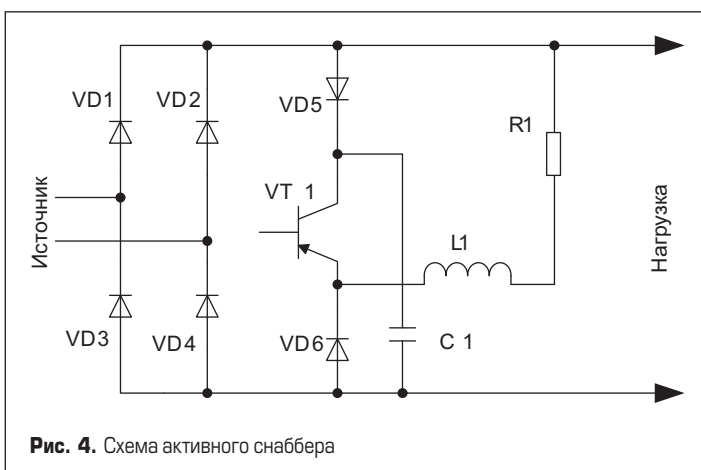 VD1
VD2
VD5
R1
VT 1
L1
Источник
Нагрузка
VD3
VD4
VD6
C 1
Рис. 4. Схема активного снаббера